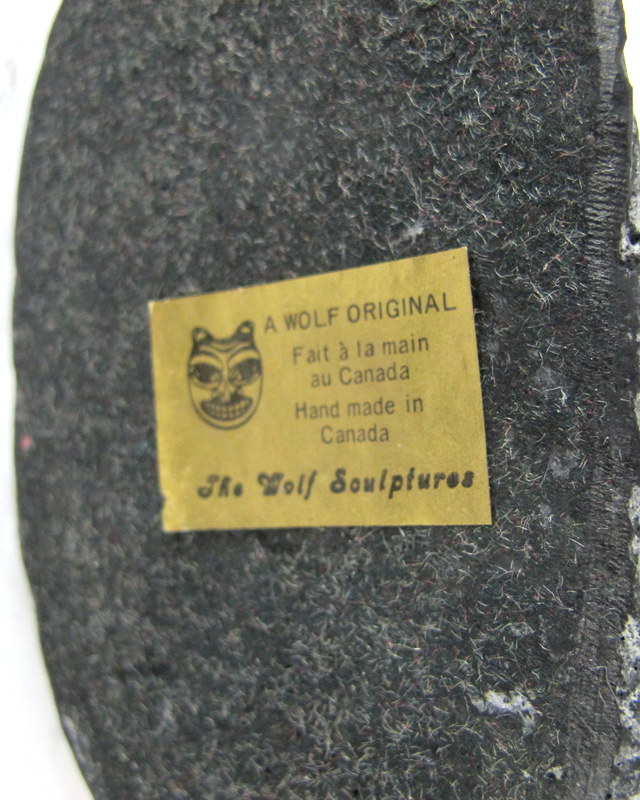 A WOLF ORIGINAL
Fait à la main
au Canada
Hand made in
Canada
The Wolf Sculptures